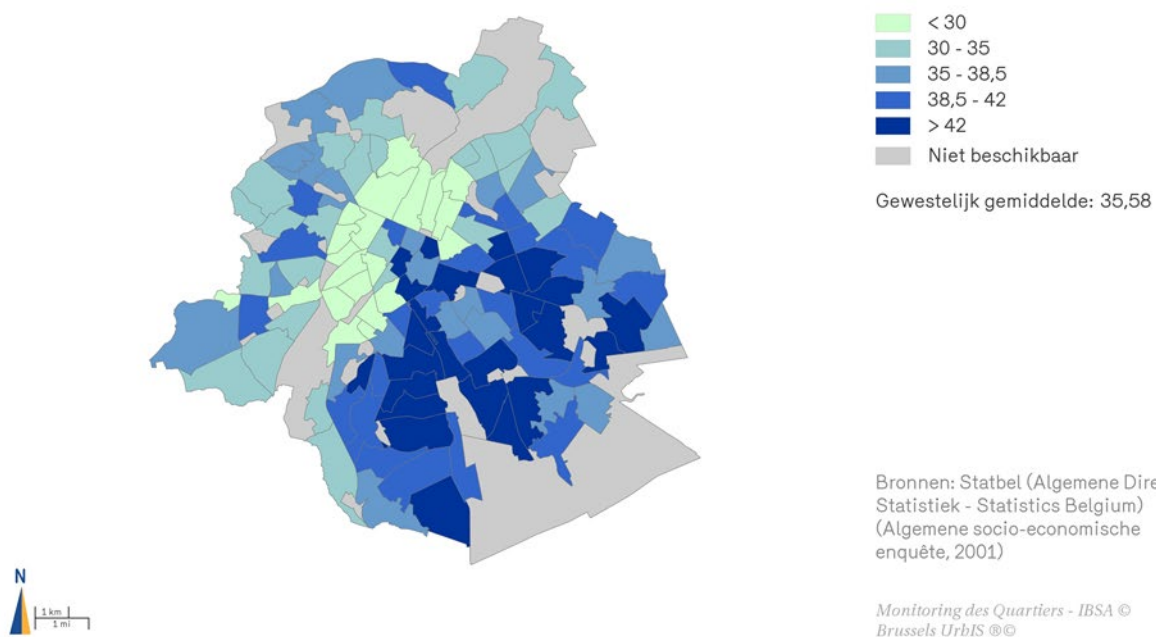 < 30
30 - 35
35 - 38,5
38,5 - 42
> 42
Niet beschikbaar
Gewestelijk gemiddelde: 35,58
Bronnen: Statbel (Algemene Dire
Statistiek - Statistics Belgium)
(Algemene socio-economische
enquête, 2001)
N
1 km
1 mi
Monitoring des Quartiers - IBSA ©
Brussels UrbIS ®©